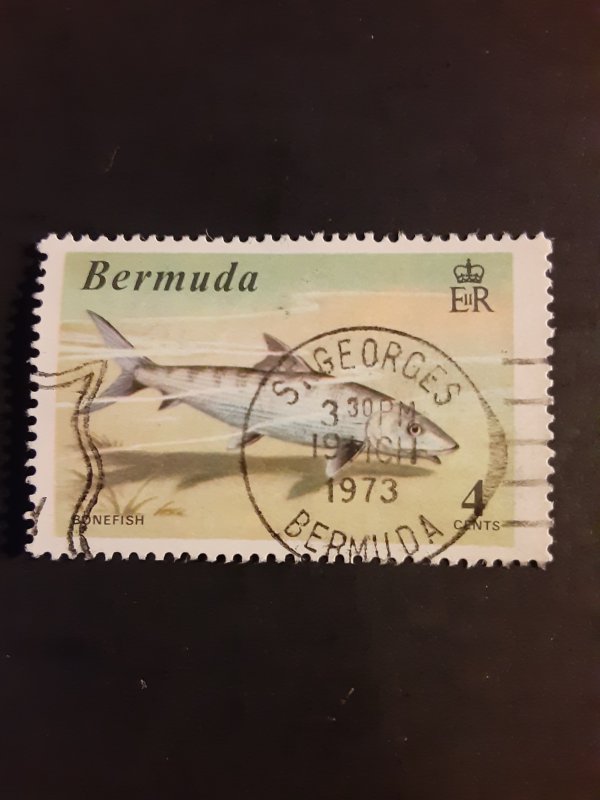 Bermuda
EIIR
ST. GEORGES
3 30 PM
1973
BERMUDA
BONEFISH
4
CENTS